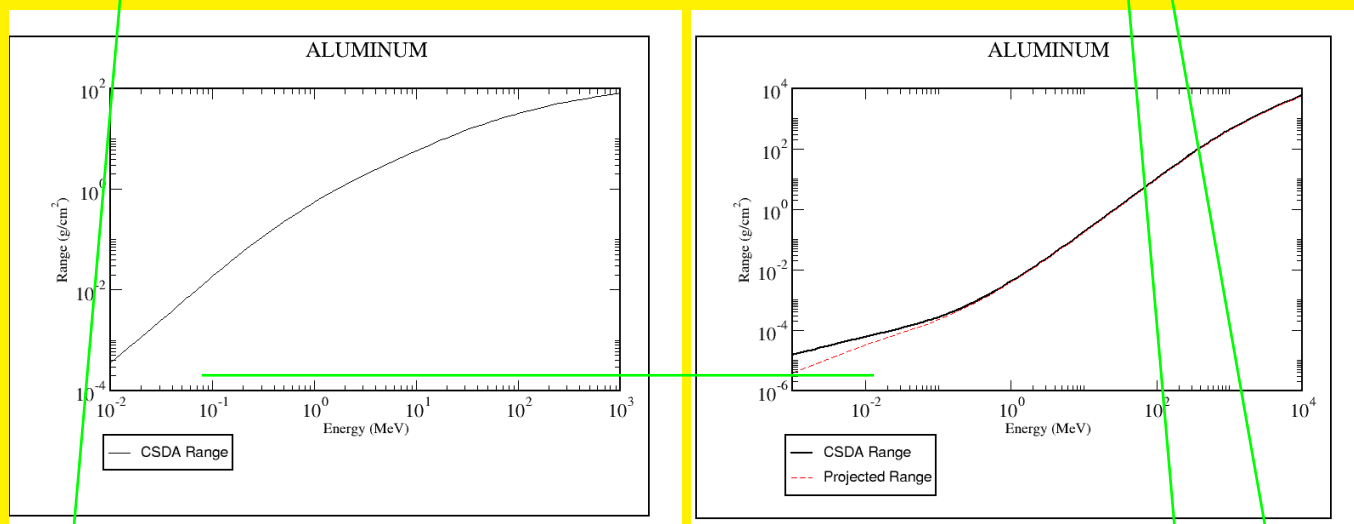 ALUMINUM
10^2
10^0
10^-2
10^-4
Range (g/cm^2)
10^-2 10^-1 10^0 10^1 10^2 10^3
Energy (MeV)
CSDA Range
ALUMINUM
10^4
10^2
10^0
10^-2
10^-4
10^-6
Range (g/cm^2)
10^-2 10^0 10^2 10^4
Energy (MeV)
CSDA Range
Projected Range